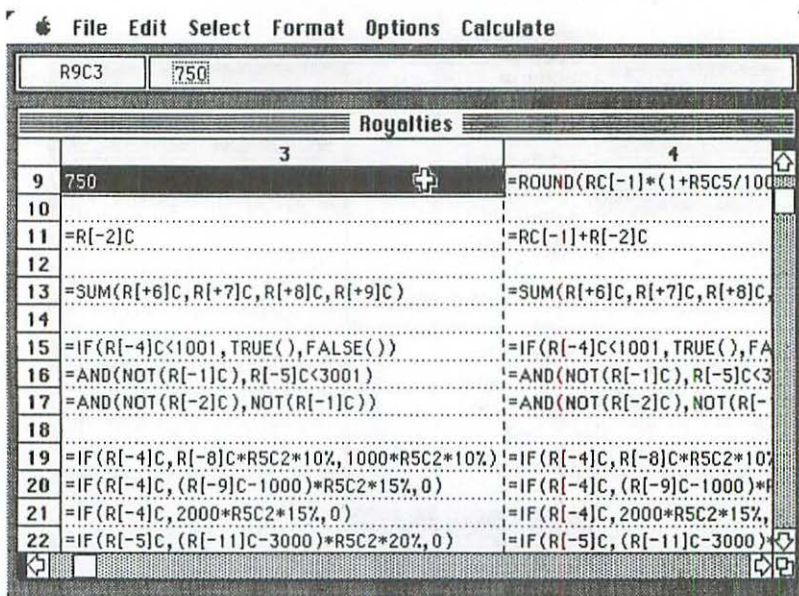 File Edit Select Format Options Calculate
R9C3 750
Royalties
3 4
9 750 =ROUND(RC[-1]*(1+R5C5/100
10
11 =R[-2]C =RC[-1]+R[-2]C
12
13 =SUM(R[+6]C,R[+7]C,R[+8]C,R[+9]C) =SUM(R[+6]C,R[+7]C,R[+8]C,
14
15 =IF(R[-4]C<1001,TRUE(),FALSE()) =IF(R[-4]C<1001,TRUE(),FA
16 =AND(NOT(R[-1]C),R[-5]C<3001) =AND(NOT(R[-1]C),R[-5]C<3
17 =AND(NOT(R[-2]C),NOT(R[-1]C)) =AND(NOT(R[-2]C),NOT(R[-
18
19 =IF(R[-4]C,R[-8]C*R5C2*10%,1000*R5C2*10%) =IF(R[-4]C,R[-8]C*R5C2*10%
20 =IF(R[-4]C,(R[-9]C-1000)*R5C2*15%,0) =IF(R[-4]C,(R[-9]C-1000)*
21 =IF(R[-4]C,2000*R5C2*15%,0) =IF(R[-4]C,2000*R5C2*15%,
22 =IF(R[-5]C,(R[-11]C-3000)*R5C2*20%,0) =IF(R[-5]C,(R[-11]C-3000)